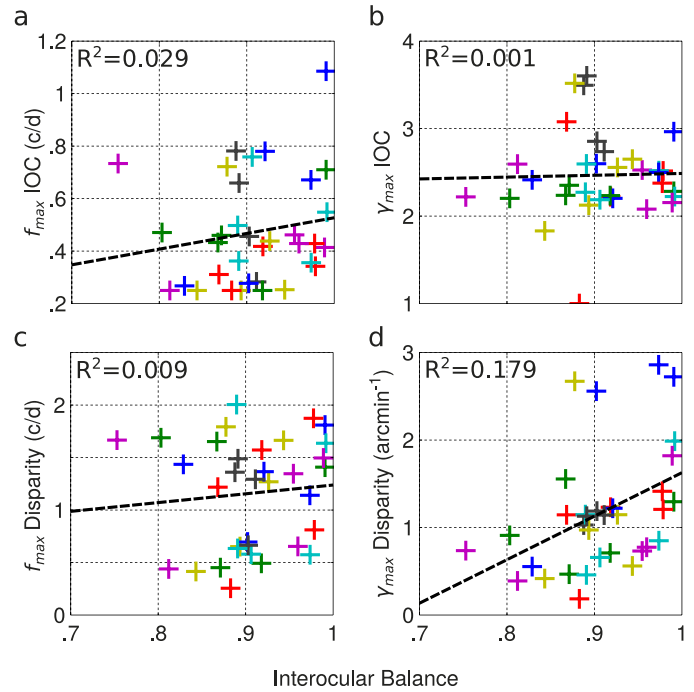 a
R²=0.029
f_max IOC (c/d)
1.2
1
.8
.6
.4
.2
b
R²=0.001
γ_max IOC
4
3
2
1
c
R²=0.009
f_max Disparity (c/d)
2
1
0
.7 .8 .9 1
d
R²=0.179
γ_max Disparity (arcmin⁻¹)
3
2
1
0
.7 .8 .9 1
Interocular Balance